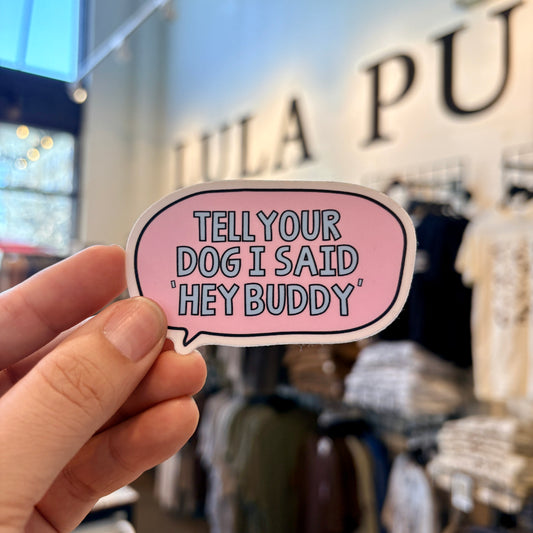 LULA PU
TELL YOUR
DOG I SAID
'HEY BUDDY'